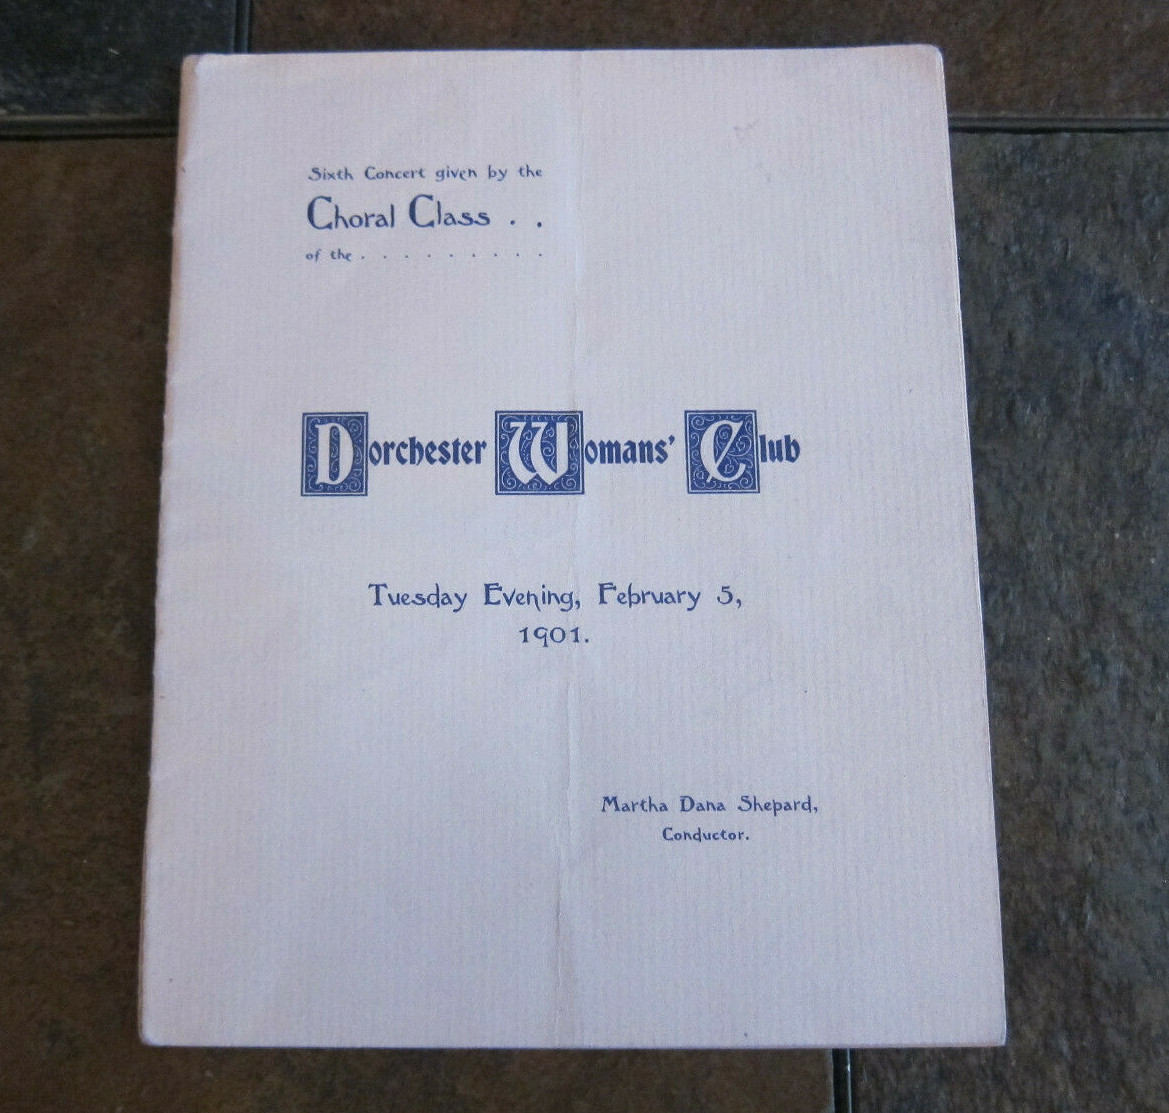 Sixth Concert given by the
Choral Class . .
of the . . . . . . . . .
Dorchester Womans' Club
Tuesday Evening, February 5,
1901.
Martha Dana Shepard,
Conductor.